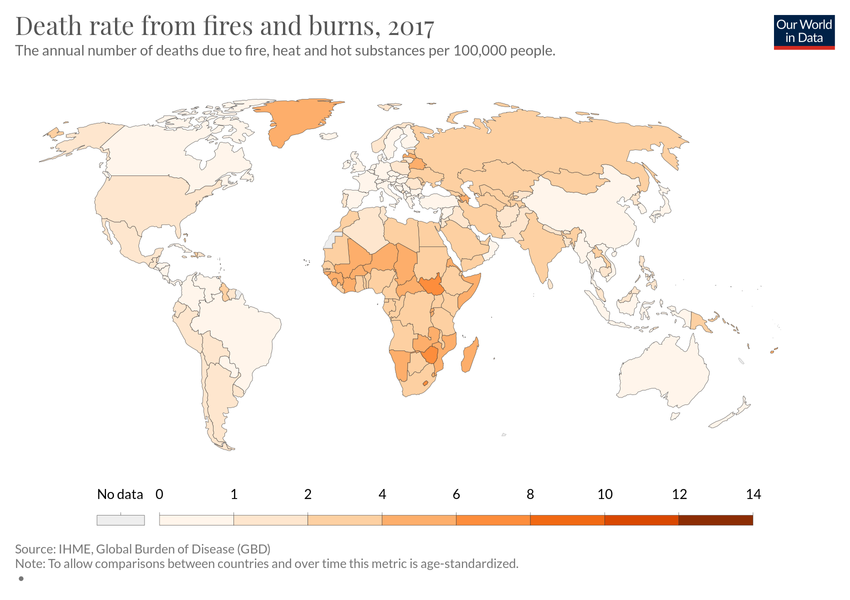 Death rate from fires and burns, 2017
The annual number of deaths due to fire, heat and hot substances per 100,000 people.
Our World
in Data
No data 0 1 2 4 6 8 10 12 14
Source: IHME, Global Burden of Disease (GBD)
Note: To allow comparisons between countries and over time this metric is age-standardized.